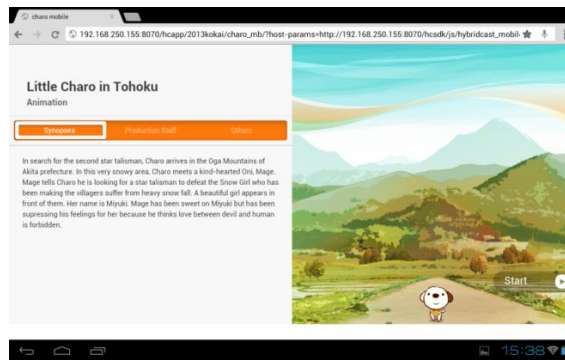 charo mobile
192.168.250.155:8070/hcapp/2013kokai/charo_mb/?host-params=http://192.168.250.155:8070/hcsdk/js/hybridcast_mobil
Little Charo in Tohoku
Animation
Synopses Production Staff Others
In search for the second star talisman, Charo arrives in the Oga Mountains of
Akita prefecture. In this very snowy area, Charo meets a kind-hearted Oni, Mage.
Mage tells Charo he is looking for a star talisman to defeat the Snow Girl who has
been making the villagers suffer from heavy snow fall. A beautiful girl appears in
front of them. Her name is Miyuki. Mage has been sweet on Miyuki but has been
supressing his feelings for her because he thinks love between devil and human
is forbidden.
Start
15:38